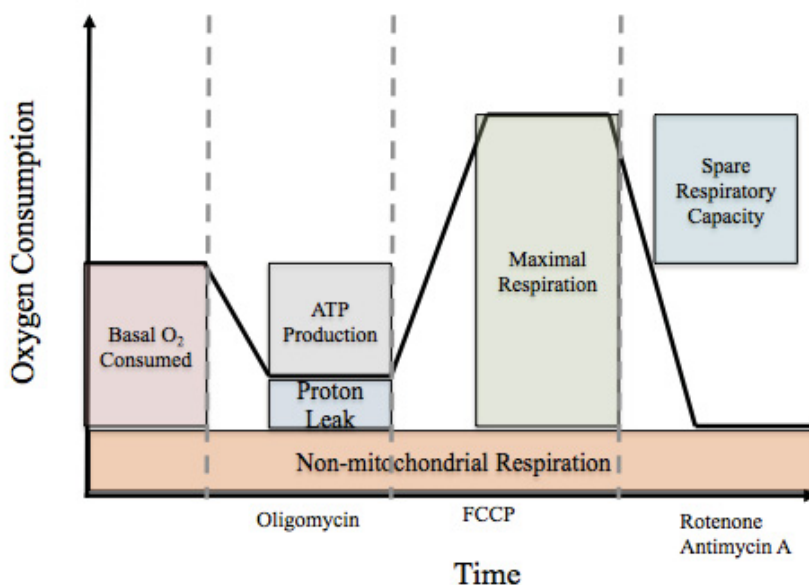 Oxygen Consumption
Basal O₂
Consumed
ATP
Production
Proton
Leak
Maximal
Respiration
Spare
Respiratory
Capacity
Non-mitochondrial Respiration
Oligomycin
FCCP
Rotenone
Antimycin A
Time